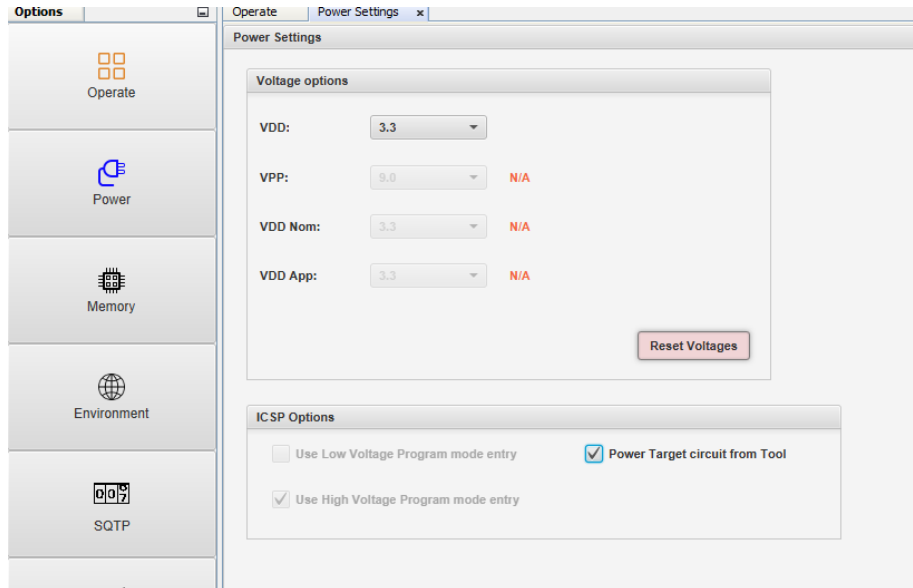 Options
Operate
Power
Memory
Environment
SQTP
Operate Power Settings x
Power Settings
Voltage options
VDD: 3.3
VPP: 9.0 N/A
VDD Nom: 3.3 N/A
VDD App: 3.3 N/A
Reset Voltages
ICSP Options
Use Low Voltage Program mode entry Power Target circuit from Tool
Use High Voltage Program mode entry